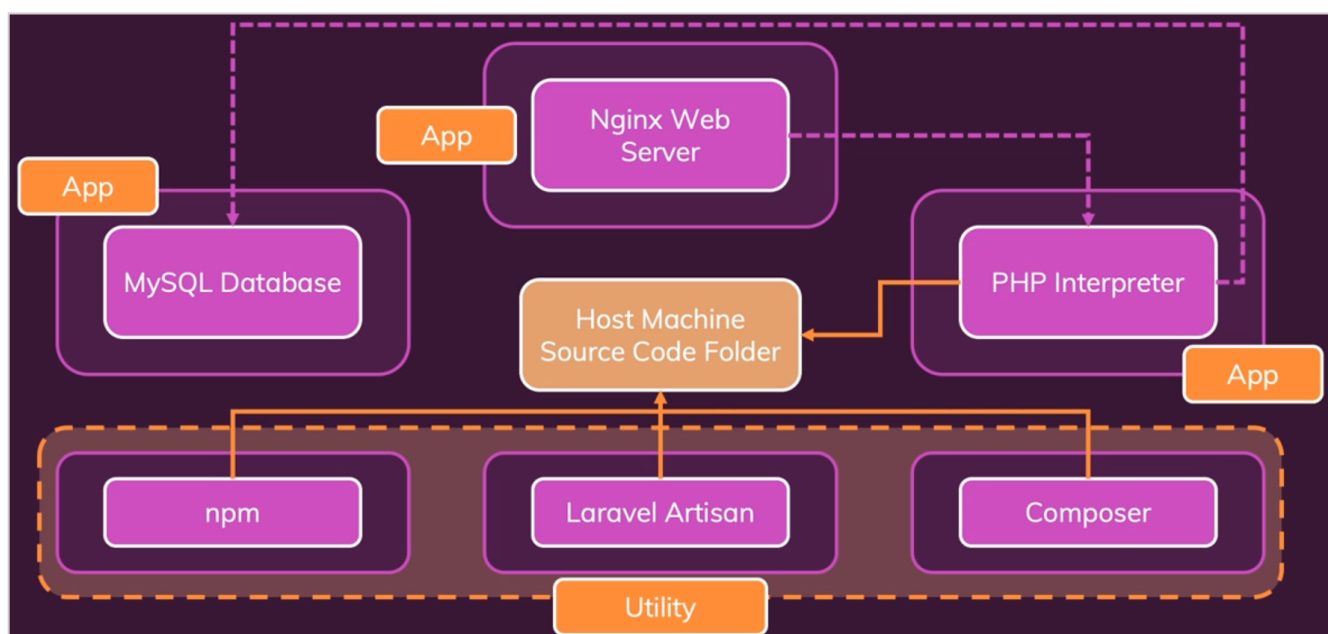 Nginx Web
Server
App
App
MySQL Database
PHP Interpreter
Host Machine
Source Code Folder
App
npm
Laravel Artisan
Composer
Utility